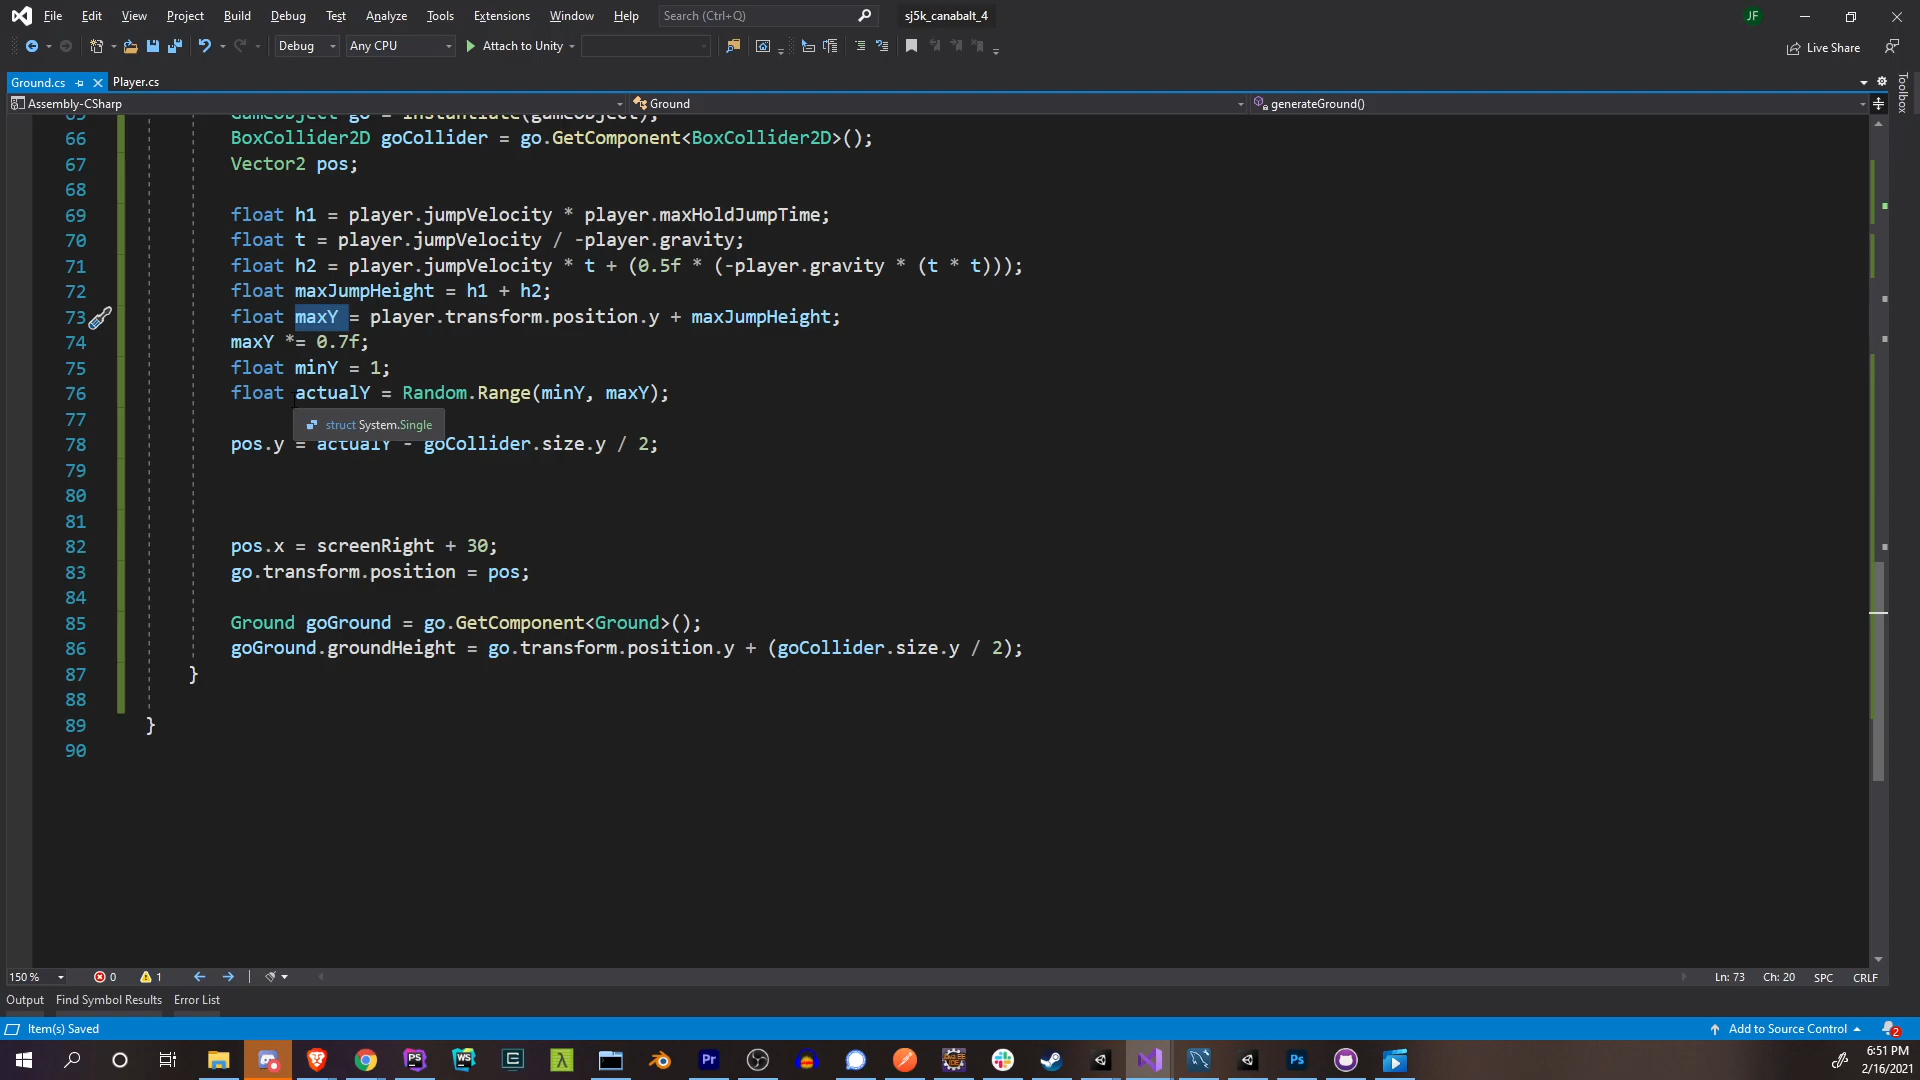 File Edit View Project Build Debug Test Analyze Tools Extensions Window Help Search (Ctrl+Q) sj5k_canabalt_4 JF
Debug Any CPU Attach to Unity Live Share
Ground.cs Player.cs
Toolbox
Assembly-CSharp Ground generateGround()
65 GameObject go = Instantiate(gameObject);
66 BoxCollider2D goCollider = go.GetComponent<BoxCollider2D>();
67 Vector2 pos;
68
69 float h1 = player.jumpVelocity * player.maxHoldJumpTime;
70 float t = player.jumpVelocity / -player.gravity;
71 float h2 = player.jumpVelocity * t + (0.5f * (-player.gravity * (t * t)));
72 float maxJumpHeight = h1 + h2;
73 float maxY = player.transform.position.y + maxJumpHeight;
74 maxY *= 0.7f;
75 float minY = 1;
76 float actualY = Random.Range(minY, maxY);
77
struct System.Single
78 pos.y = actualY - goCollider.size.y / 2;
79
80
81
82 pos.x = screenRight + 30;
83 go.transform.position = pos;
84
85 Ground goGround = go.GetComponent<Ground>();
86 goGround.groundHeight = go.transform.position.y + (goCollider.size.y / 2);
87 }
88
89 }
90
150 % 0 1 Ln: 73 Ch: 20 SPC CRLF
Output Find Symbol Results Error List
Item(s) Saved Add to Source Control 2
6:51 PM
2/16/2021